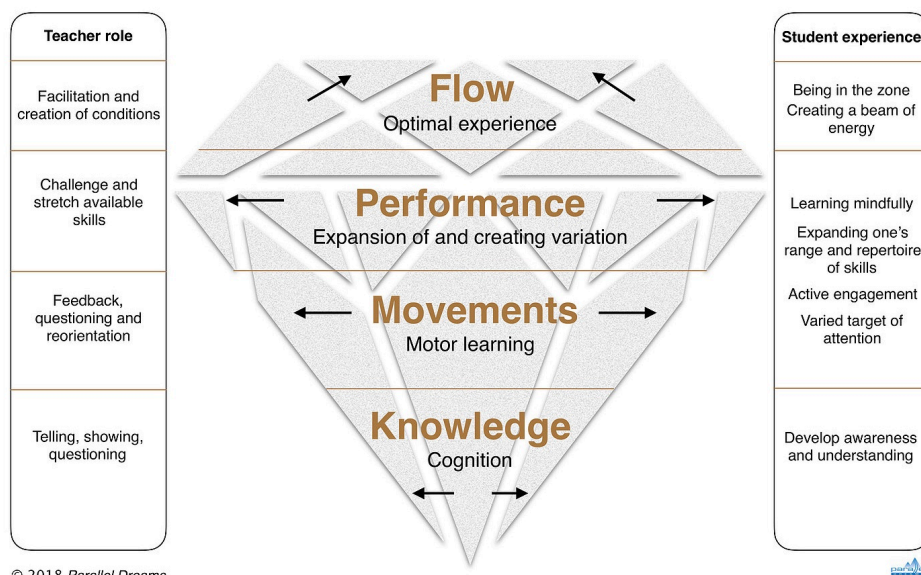 Teacher role
Facilitation and
creation of conditions
Challenge and
stretch available
skills
Feedback,
questioning and
reorientation
Telling, showing,
questioning
Flow
Optimal experience
Performance
Expansion of and creating variation
Movements
Motor learning
Knowledge
Cognition
Student experience
Being in the zone
Creating a beam of
energy
Learning mindfully
Expanding one's
range and repertoire
of skills
Active engagement
Varied target of
attention
Develop awareness
and understanding
© 2018 Parallel Dreams